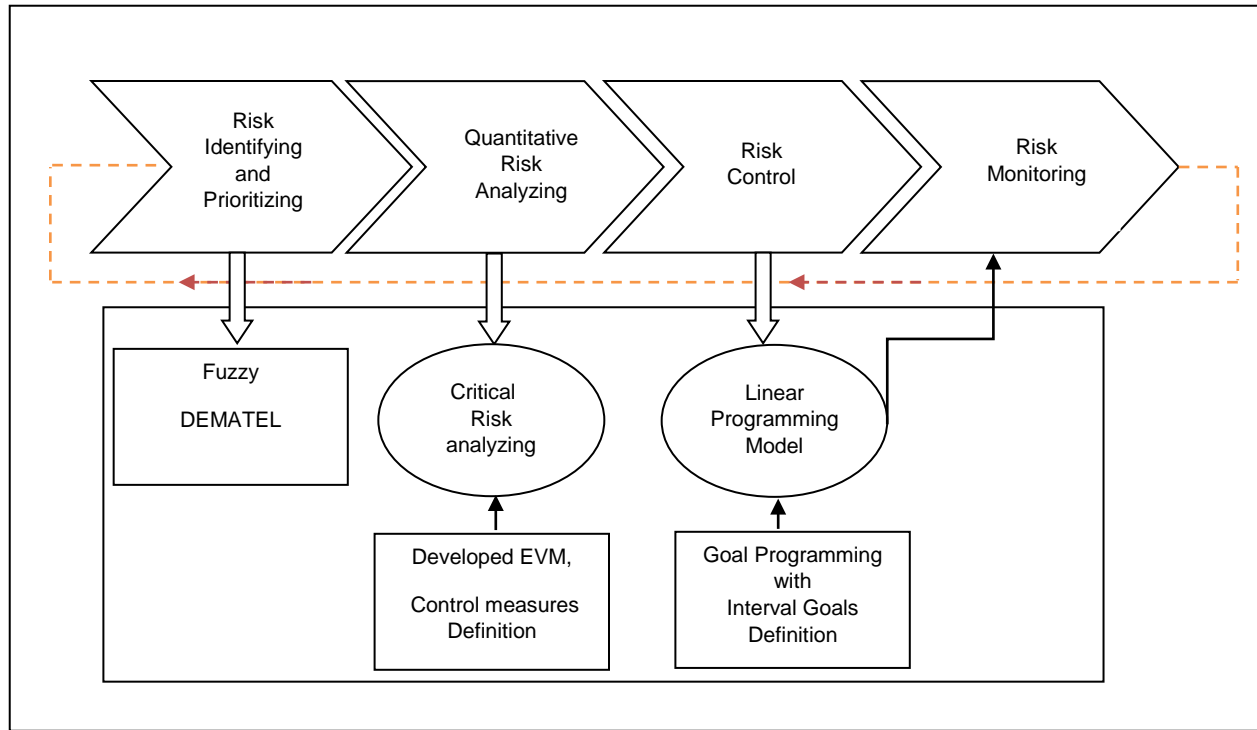 Risk
Identifying
and
Prioritizing
Quantitative
Risk
Analyzing
Risk
Control
Risk
Monitoring
Fuzzy
DEMATEL
Critical
Risk
analyzing
Linear
Programming
Model
Developed EVM,
Control measures
Definition
Goal Programming
with
Interval Goals
Definition